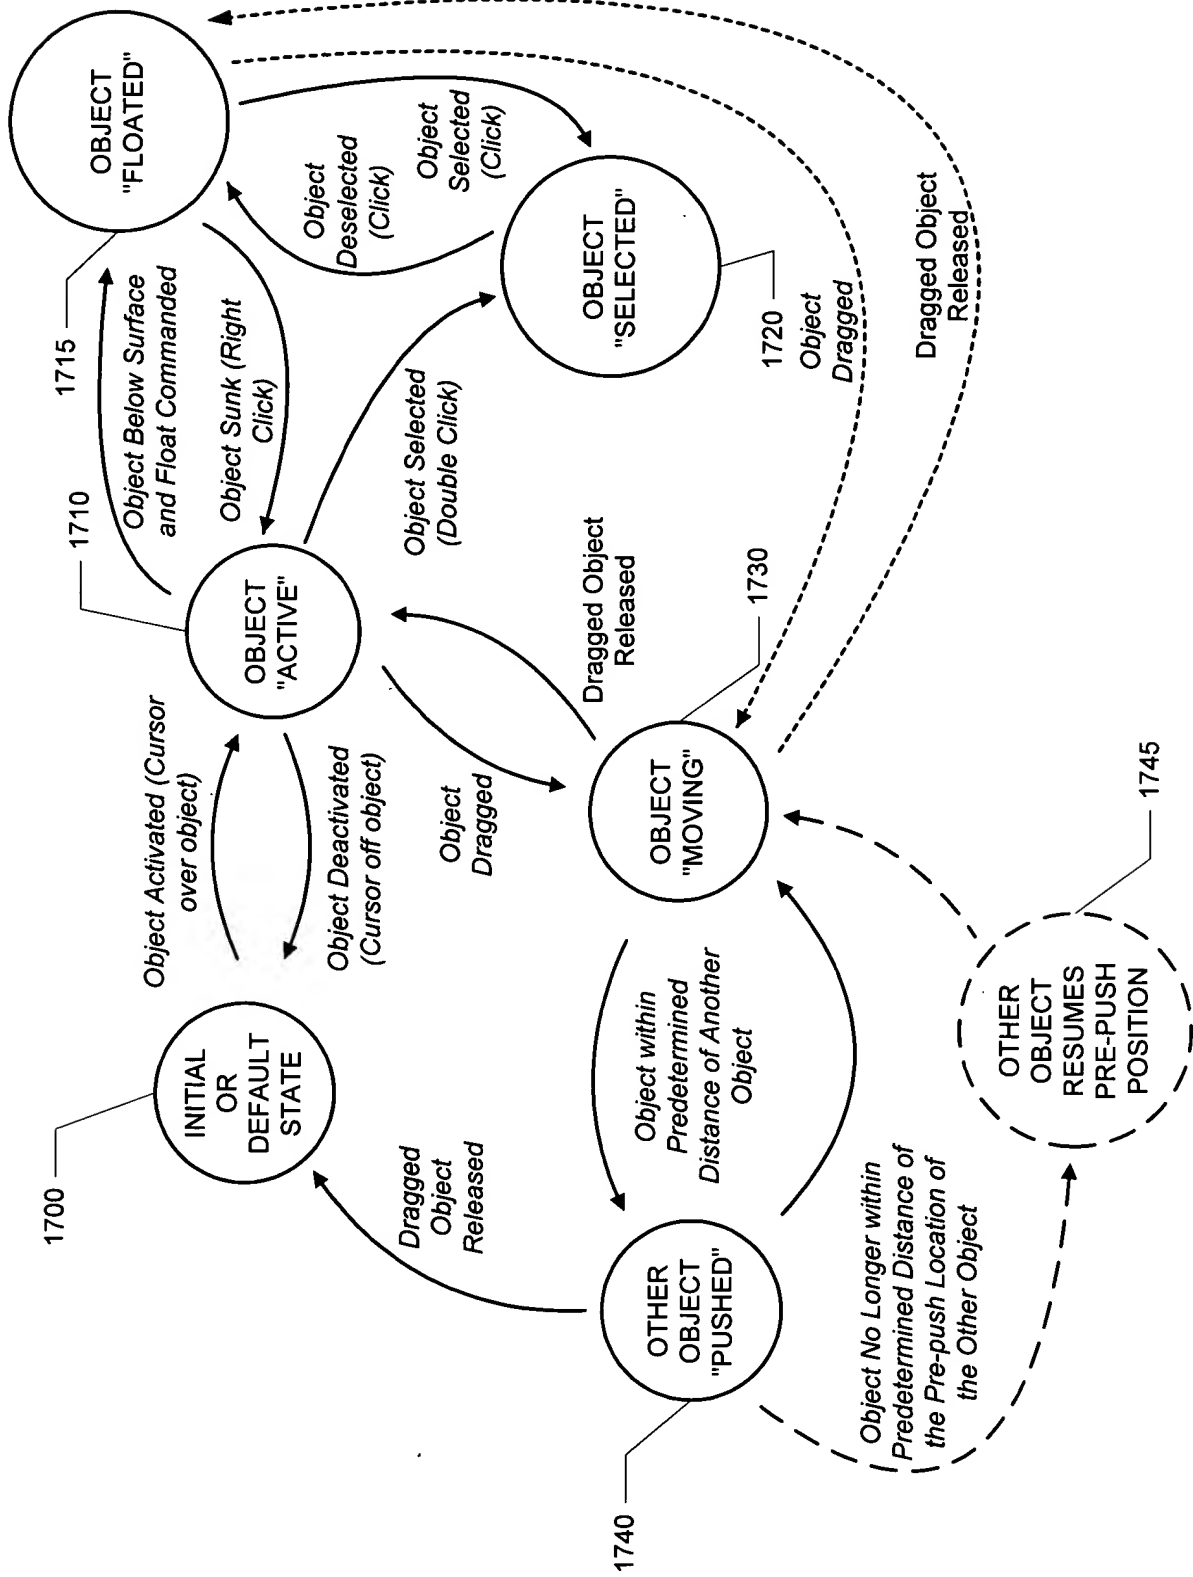 1700
INITIAL
OR
DEFAULT
STATE
Object Activated (Cursor
over object)
Object Deactivated
(Cursor off object)
1710
OBJECT
"ACTIVE"
Object Below Surface
and Float Commanded
Object Sunk (Right
Click)
1715
OBJECT
"FLOATED"
Object
Deselected
(Click)
Object
Selected
(Click)
Object Selected
(Double Click)
OBJECT
"SELECTED"
1720
Object
Dragged
Dragged Object
Released
Dragged
Object
Released
Object
Dragged
Dragged Object
Released
1730
OBJECT
"MOVING"
Object within
Predetermined
Distance of Another
Object
1740
OTHER
OBJECT
"PUSHED"
Object No Longer within
Predetermined Distance of
the Pre-push Location of
the Other Object
OTHER
OBJECT
RESUMES
PRE-PUSH
POSITION
1745